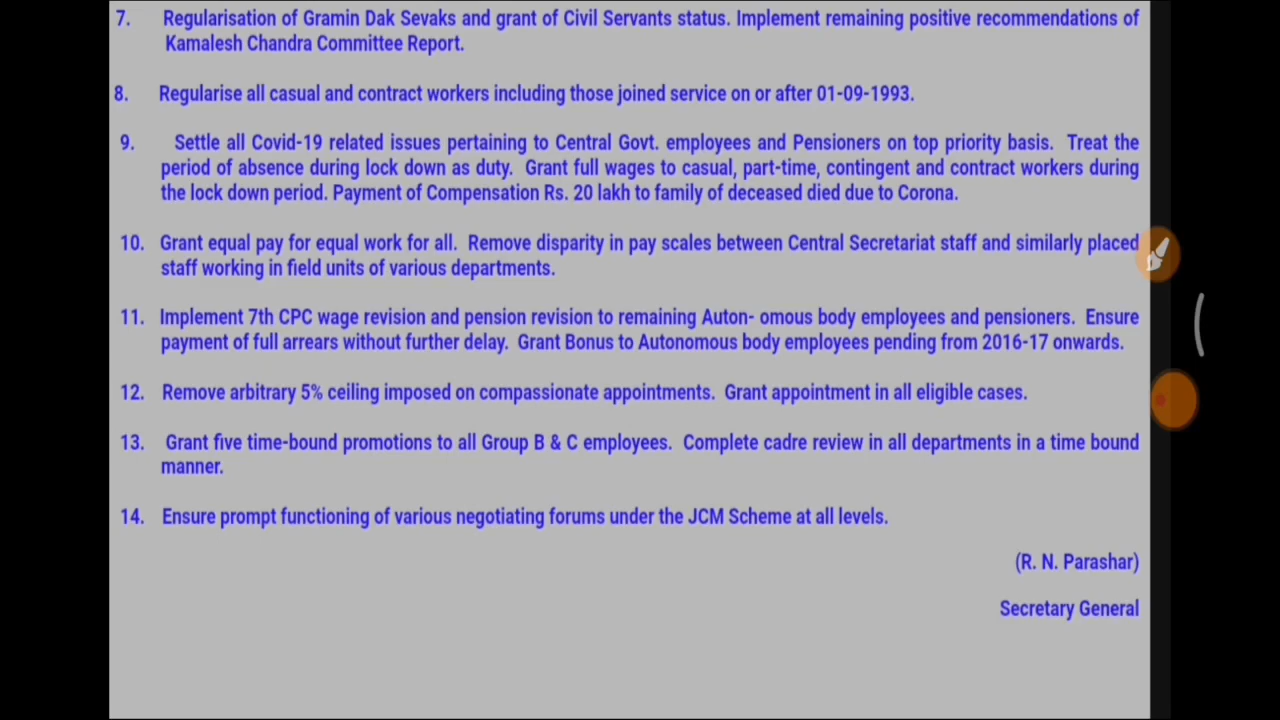 7. Regularisation of Gramin Dak Sevaks and grant of Civil Servants status. Implement remaining positive recommendations of
Kamalesh Chandra Committee Report.
8. Regularise all casual and contract workers including those joined service on or after 01-09-1993.
9. Settle all Covid-19 related issues pertaining to Central Govt. employees and Pensioners on top priority basis. Treat the
period of absence during lock down as duty. Grant full wages to casual, part-time, contingent and contract workers during
the lock down period. Payment of Compensation Rs. 20 lakh to family of deceased died due to Corona.
10. Grant equal pay for equal work for all. Remove disparity in pay scales between Central Secretariat staff and similarly placed
staff working in field units of various departments.
11. Implement 7th CPC wage revision and pension revision to remaining Auton- omous body employees and pensioners. Ensure
payment of full arrears without further delay. Grant Bonus to Autonomous body employees pending from 2016-17 onwards.
12. Remove arbitrary 5% ceiling imposed on compassionate appointments. Grant appointment in all eligible cases.
13. Grant five time-bound promotions to all Group B & C employees. Complete cadre review in all departments in a time bound
manner.
14. Ensure prompt functioning of various negotiating forums under the JCM Scheme at all levels.
(R. N. Parashar)
Secretary General